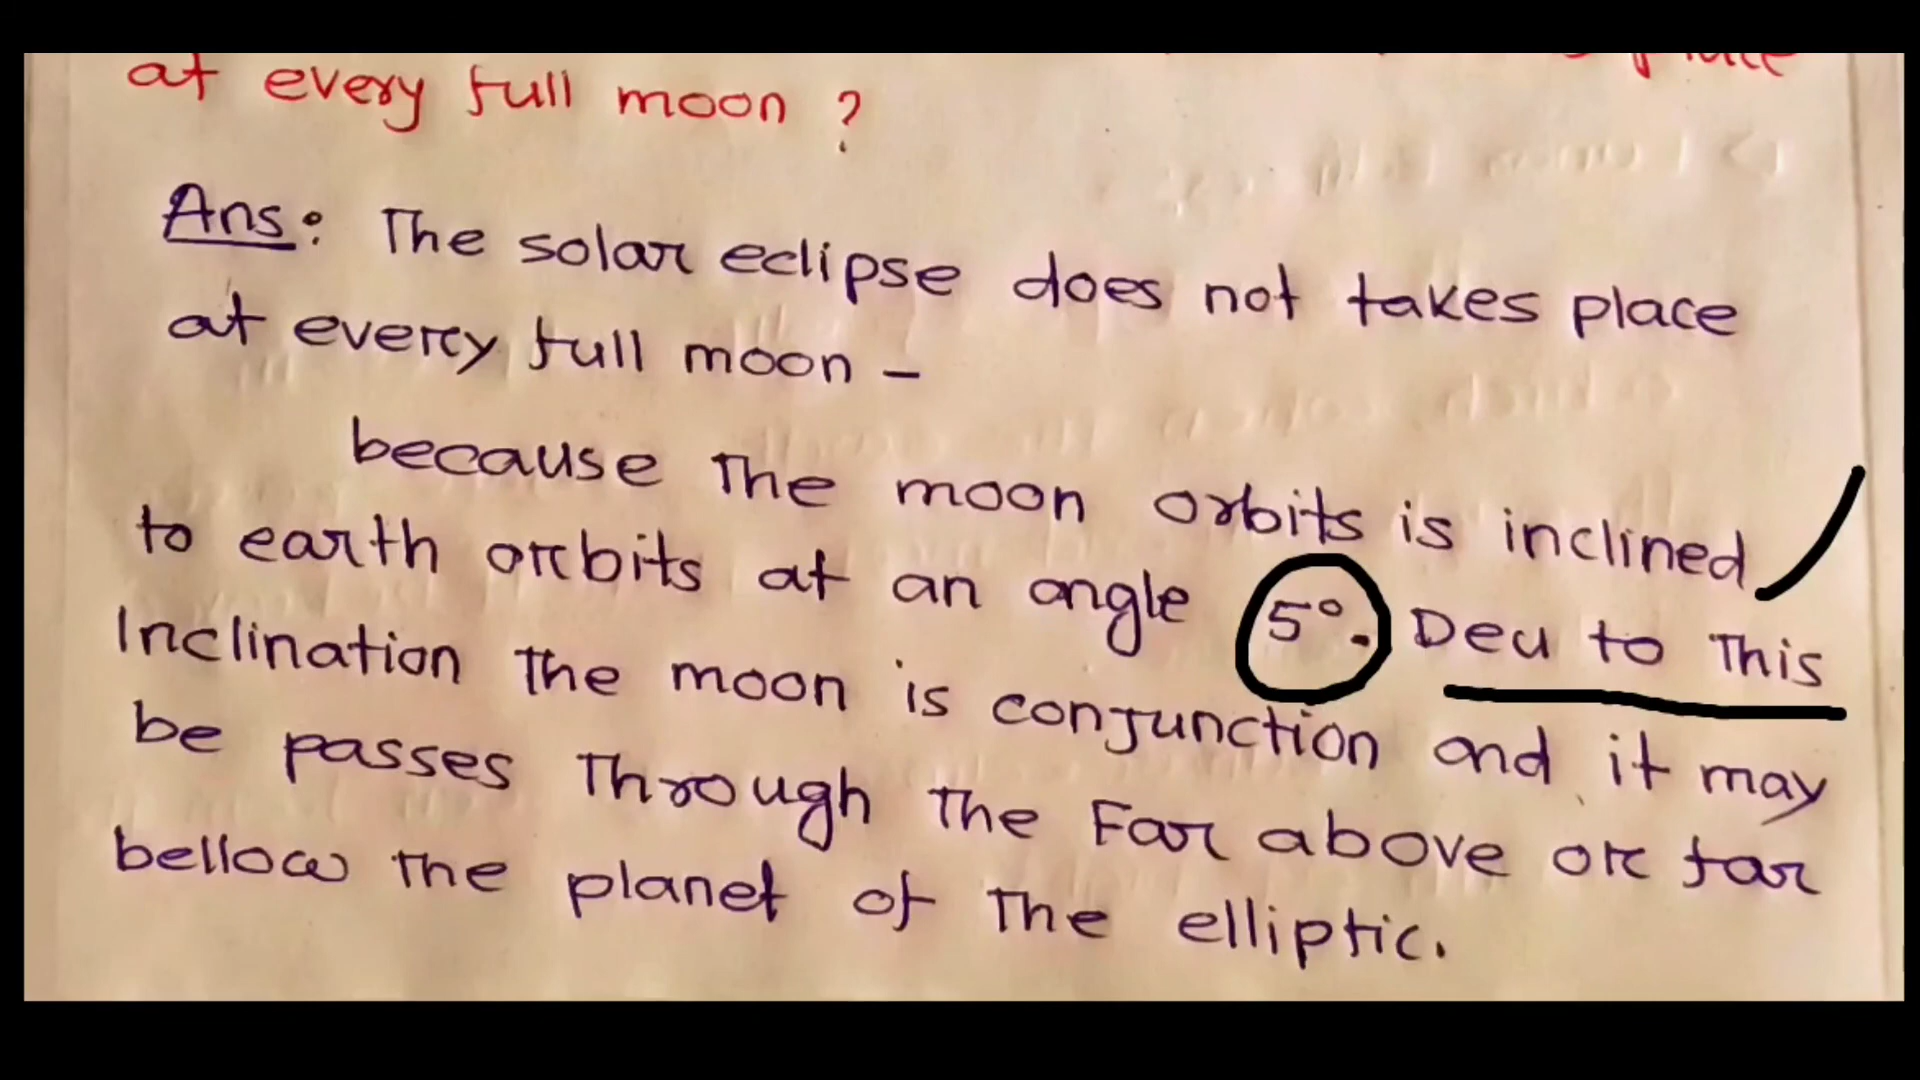 at every full moon ?
Ans: The solar eclipse does not takes place
at every full moon –
because The moon orbits is inclined
to earth orbits at an angle 5°. Deu to This
Inclination The moon is conjunction and it may
be passes Through The Far above or far
bellow The planet of The elliptic.